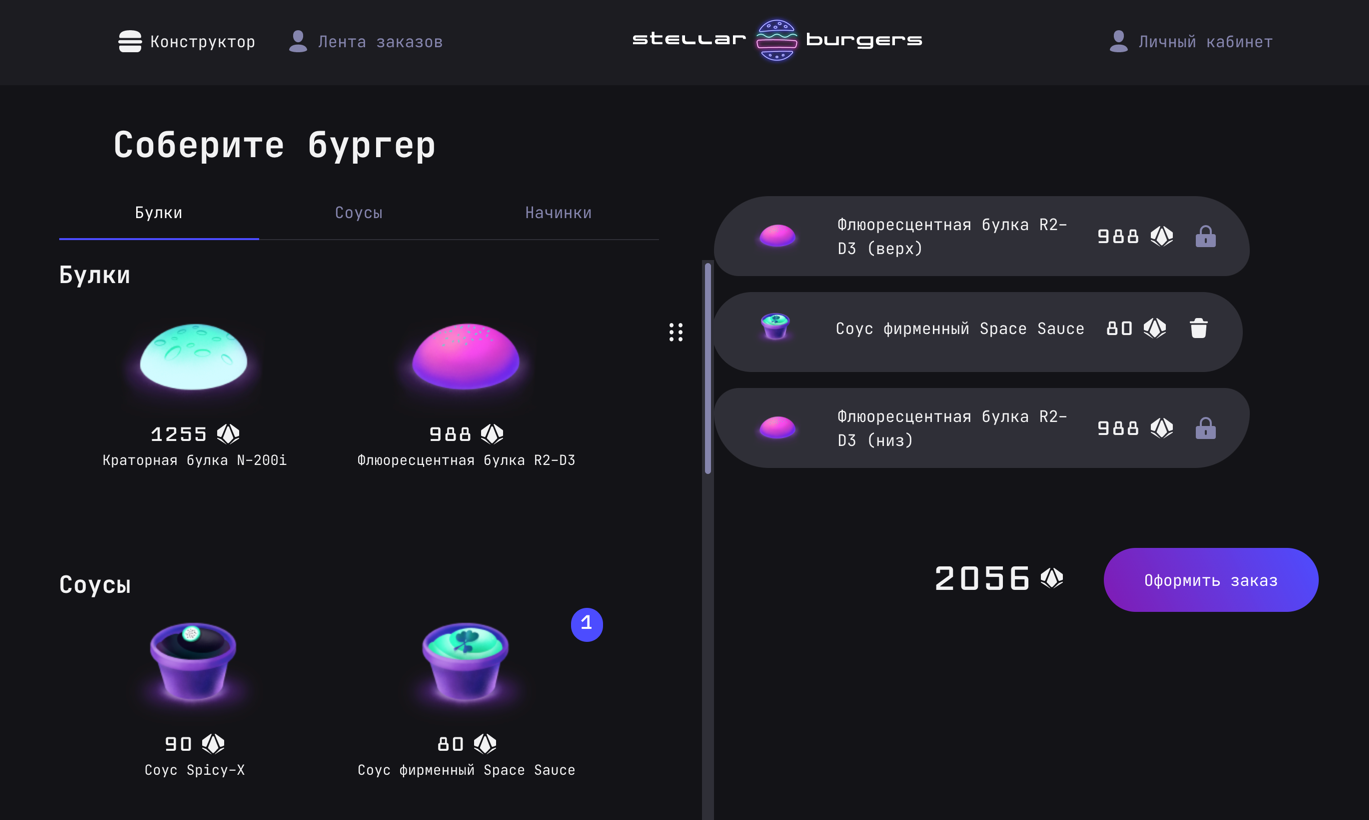 Конструктор
Лента заказов
stellar burgers
Личный кабинет
Соберите бургер
Булки
Соусы
Начинки
Булки
1255
Краторная булка N-200i
988
Флюоресцентная булка R2-D3
Соусы
90
Соус Spicy-X
1
80
Соус фирменный Space Sauce
Флюоресцентная булка R2-
D3 (верх)
988
Соус фирменный Space Sauce
80
Флюоресцентная булка R2-
D3 (низ)
988
2056
Оформить заказ